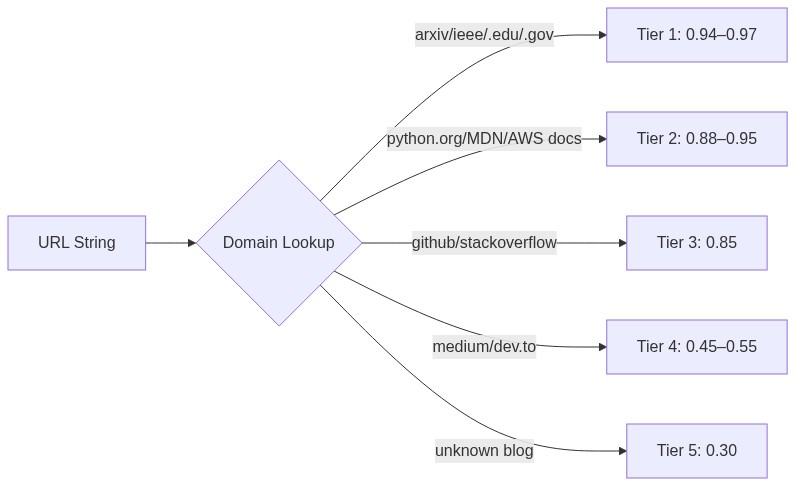 URL String
Domain Lookup
arxiv/ieee/.edu/.gov
Tier 1: 0.94–0.97
python.org/MDN/AWS docs
Tier 2: 0.88–0.95
github/stackoverflow
Tier 3: 0.85
medium/dev.to
Tier 4: 0.45–0.55
unknown blog
Tier 5: 0.30